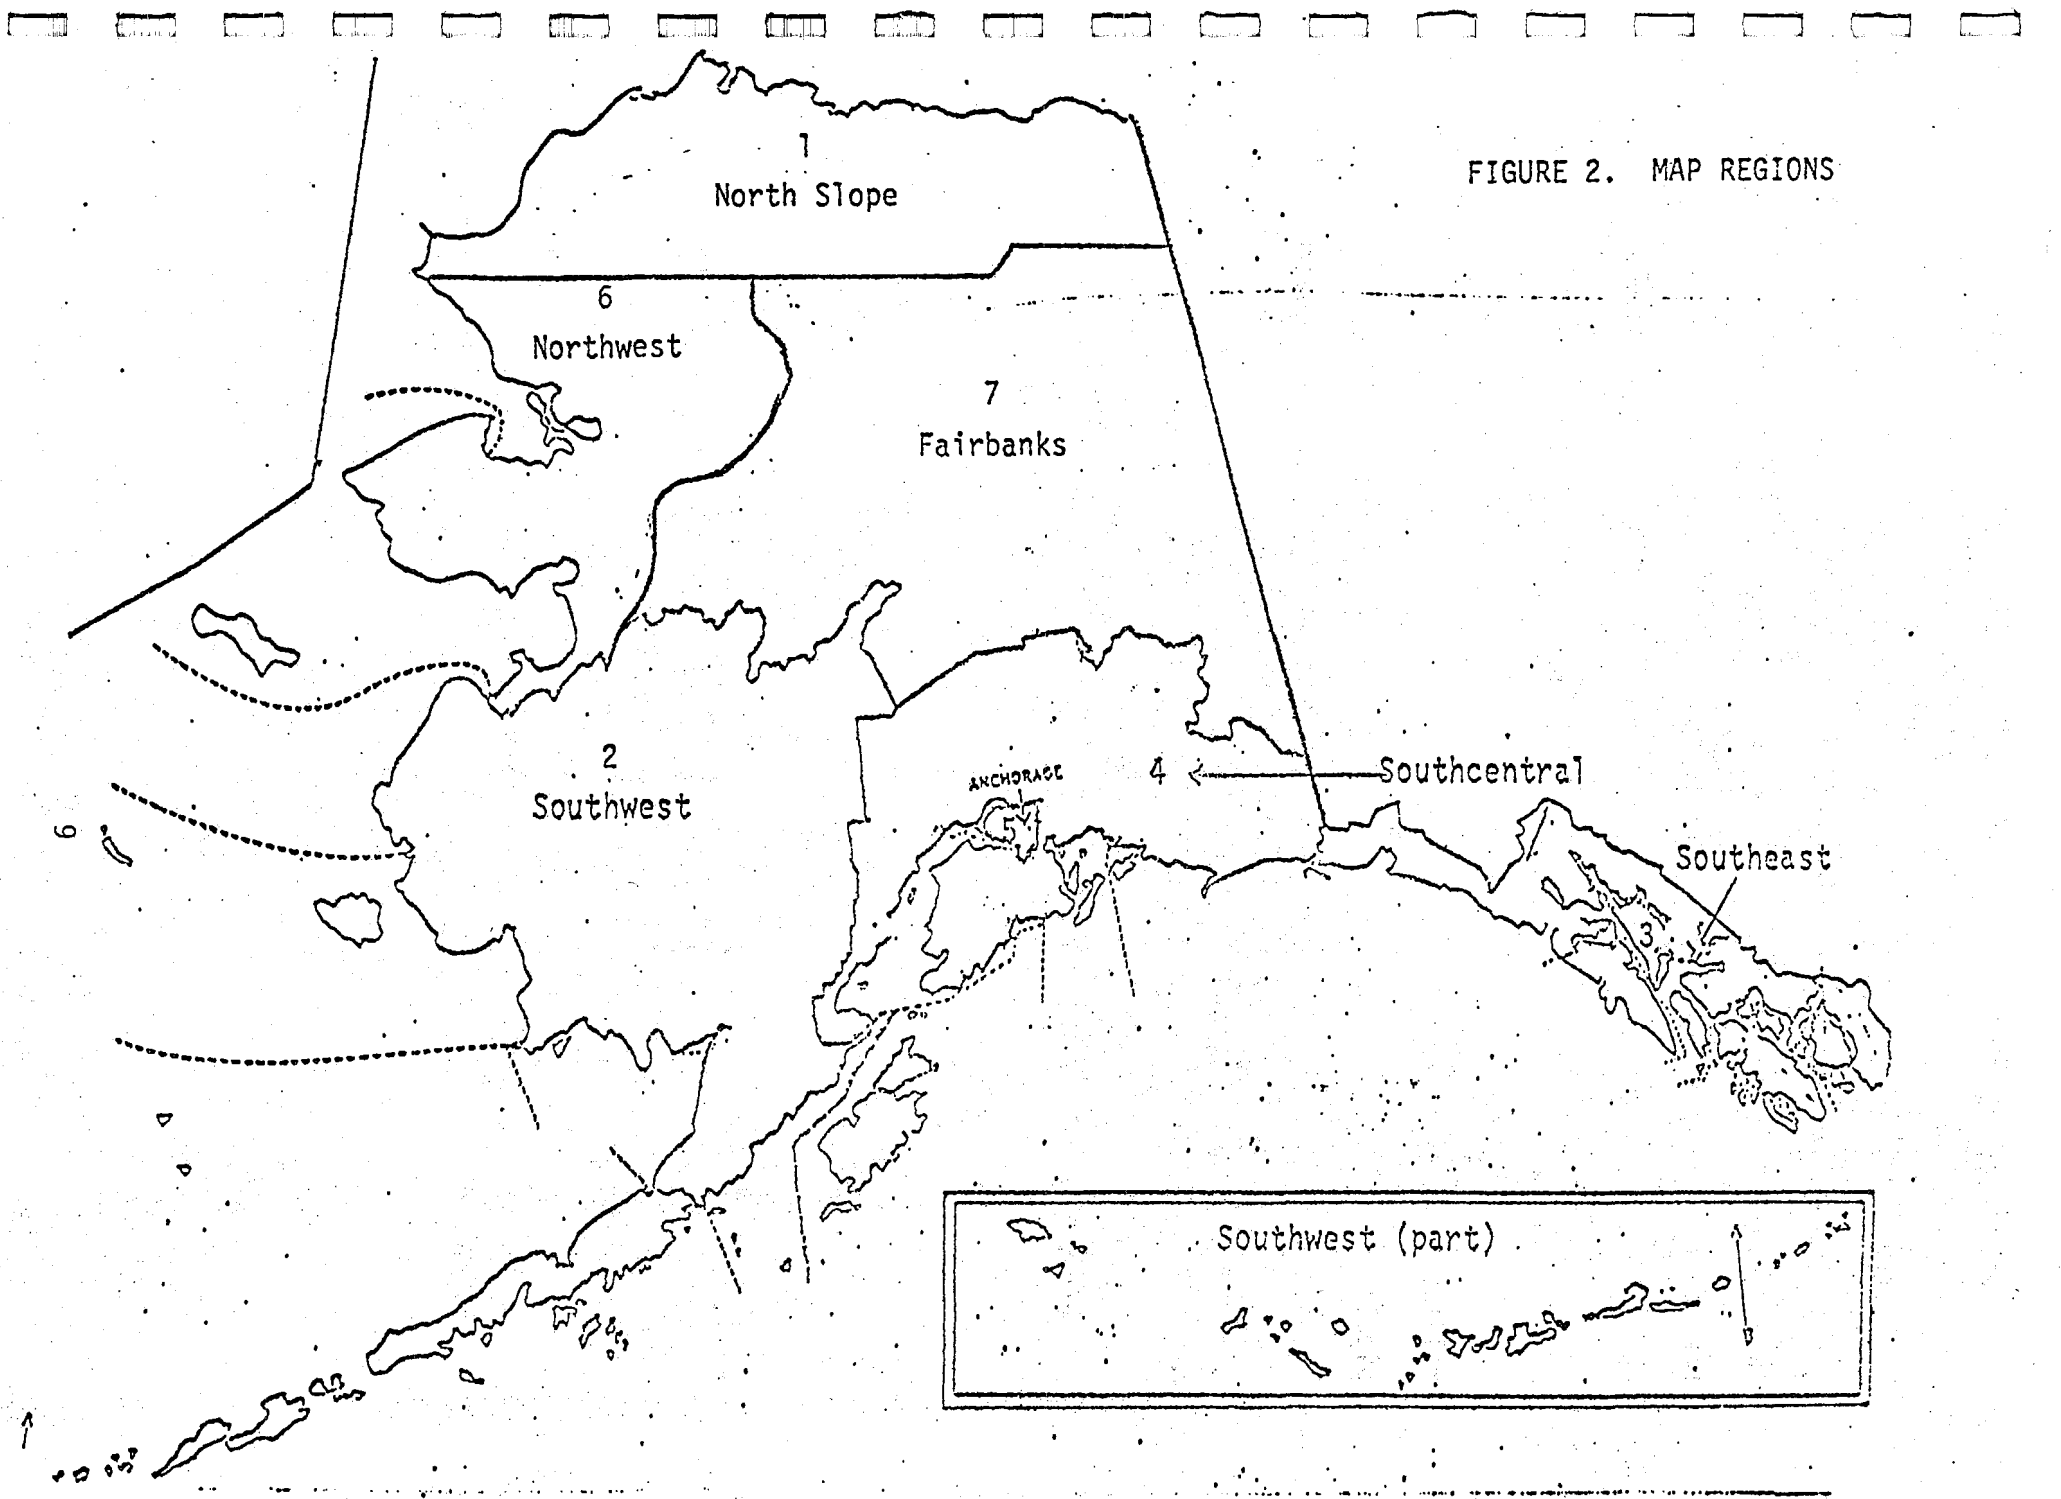 FIGURE 2. MAP REGIONS
1
North Slope
6
Northwest
7
Fairbanks
2
Southwest
ANCHORAGE
5
4
Southcentral
Southeast
3
9
Southwest (part)